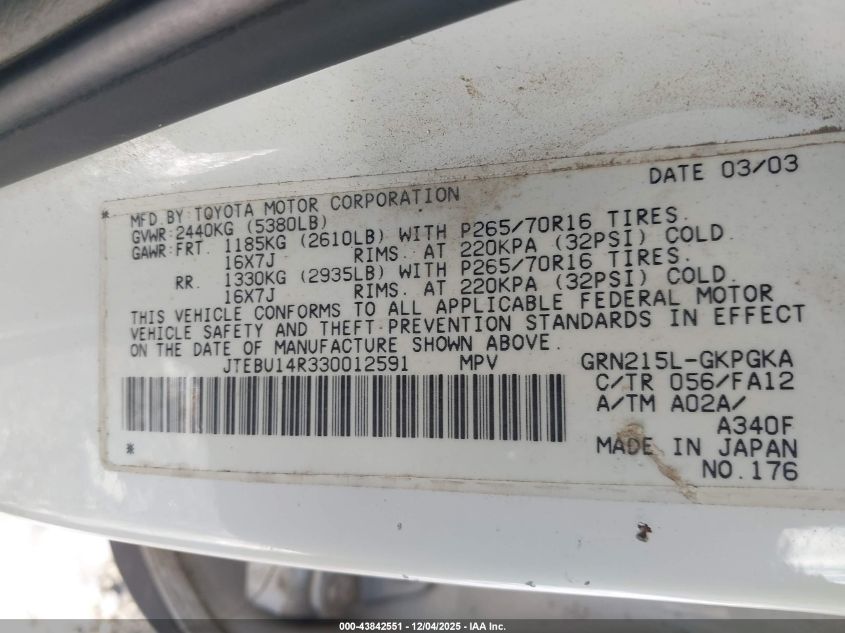 DATE 03/03
* MFD.BY:TOYOTA MOTOR CORPORATION
GVWR:2440KG (5380LB)
GAWR:FRT. 1185KG (2610LB) WITH P265/70R16 TIRES.
16X7J RIMS. AT 220KPA (32PSI) COLD.
RR. 1330KG (2935LB) WITH P265/70R16 TIRES.
16X7J RIMS. AT 220KPA (32PSI) COLD.
THIS VEHICLE CONFORMS TO ALL APPLICABLE FEDERAL MOTOR
VEHICLE SAFETY AND THEFT PREVENTION STANDARDS IN EFFECT
ON THE DATE OF MANUFACTURE SHOWN ABOVE.
JTEBU14R330012591 MPV GRN215L-GKPGKA
C/TR 056/FA12
A/TM A02A/
A340F
* MADE IN JAPAN
NO.176
000-43842551 | 12/04/2025 - IAA Inc.